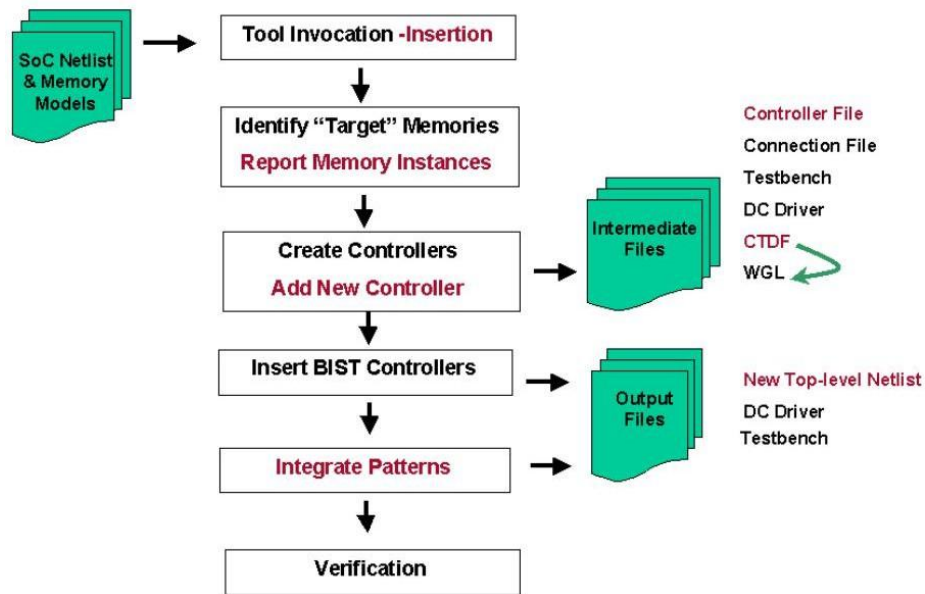 SoC Netlist
& Memory
Models
Tool Invocation -Insertion
Identify “Target” Memories
Report Memory Instances
Create Controllers
Add New Controller
Intermediate
Files
Controller File
Connection File
Testbench
DC Driver
CTDF
WGL
Insert BIST Controllers
Integrate Patterns
Output
Files
New Top-level Netlist
DC Driver
Testbench
Verification